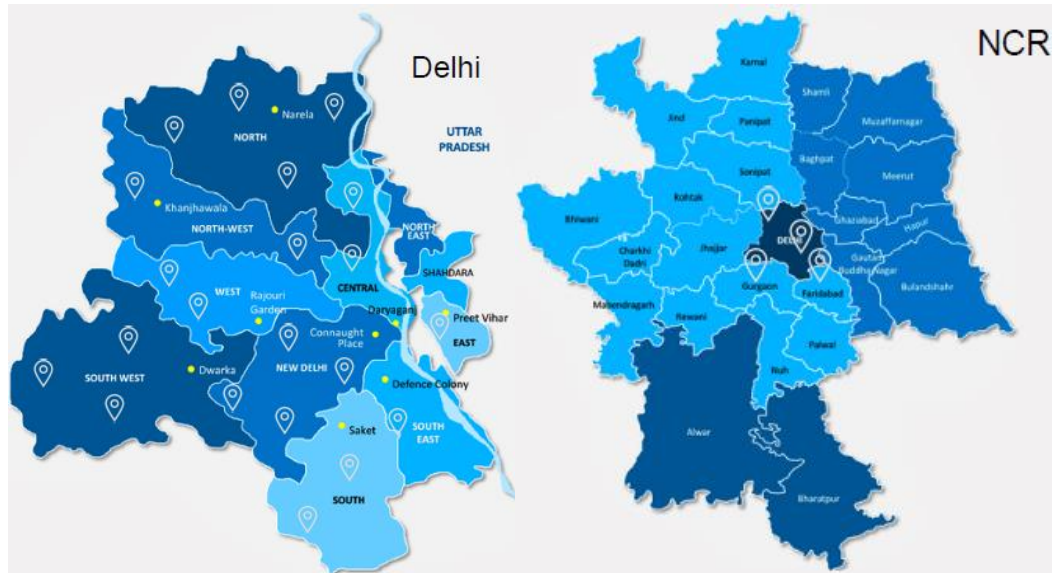 Delhi
UTTAR
PRADESH
Narela
NORTH
Khanjhawala
NORTH-WEST
NORTH
EAST
SHAHDARA
CENTRAL
WEST
Rajouri
Garden
Daryaganj
Connaught
Place
Preet Vihar
EAST
SOUTH WEST
Dwarka
NEW DELHI
Defence Colony
Saket
SOUTH
EAST
SOUTH
NCR
Karnal
Shamli
Muzaffarnagar
Jind
Panipat
Baghpat
Meerut
Sonipat
Rohtak
Bhiwani
Ghaziabad
Hapur
DELHI
Jhajjar
Charkhi
Dadri
Gautam
Buddha Nagar
Bulandshahr
Gurgaon
Faridabad
Mahendragarh
Rewari
Palwal
Nuh
Alwar
Bharatpur